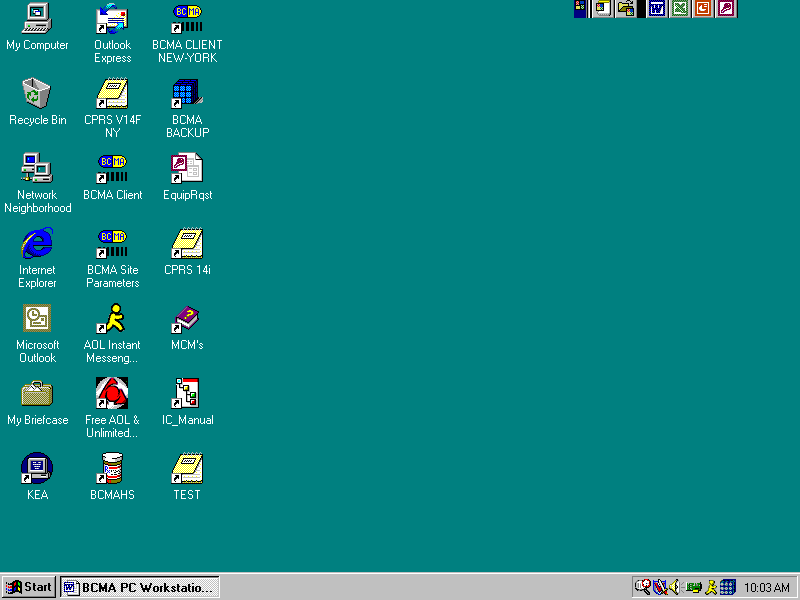 My Computer
Outlook
Express
BCMA CLIENT
NEW-YORK
Recycle Bin
CPRS V14F
NY
BCMA
BACKUP
Network
Neighborhood
BCMA Client
EquipRqst
Internet
Explorer
BCMA Site
Parameters
CPRS 14i
Microsoft
Outlook
AOL Instant
Messeng...
MCM's
My Briefcase
Free AOL &
Unlimited...
IC_Manual
KEA
BCMAHS
TEST
Start
BCMA PC Workstatio...
10:03 AM